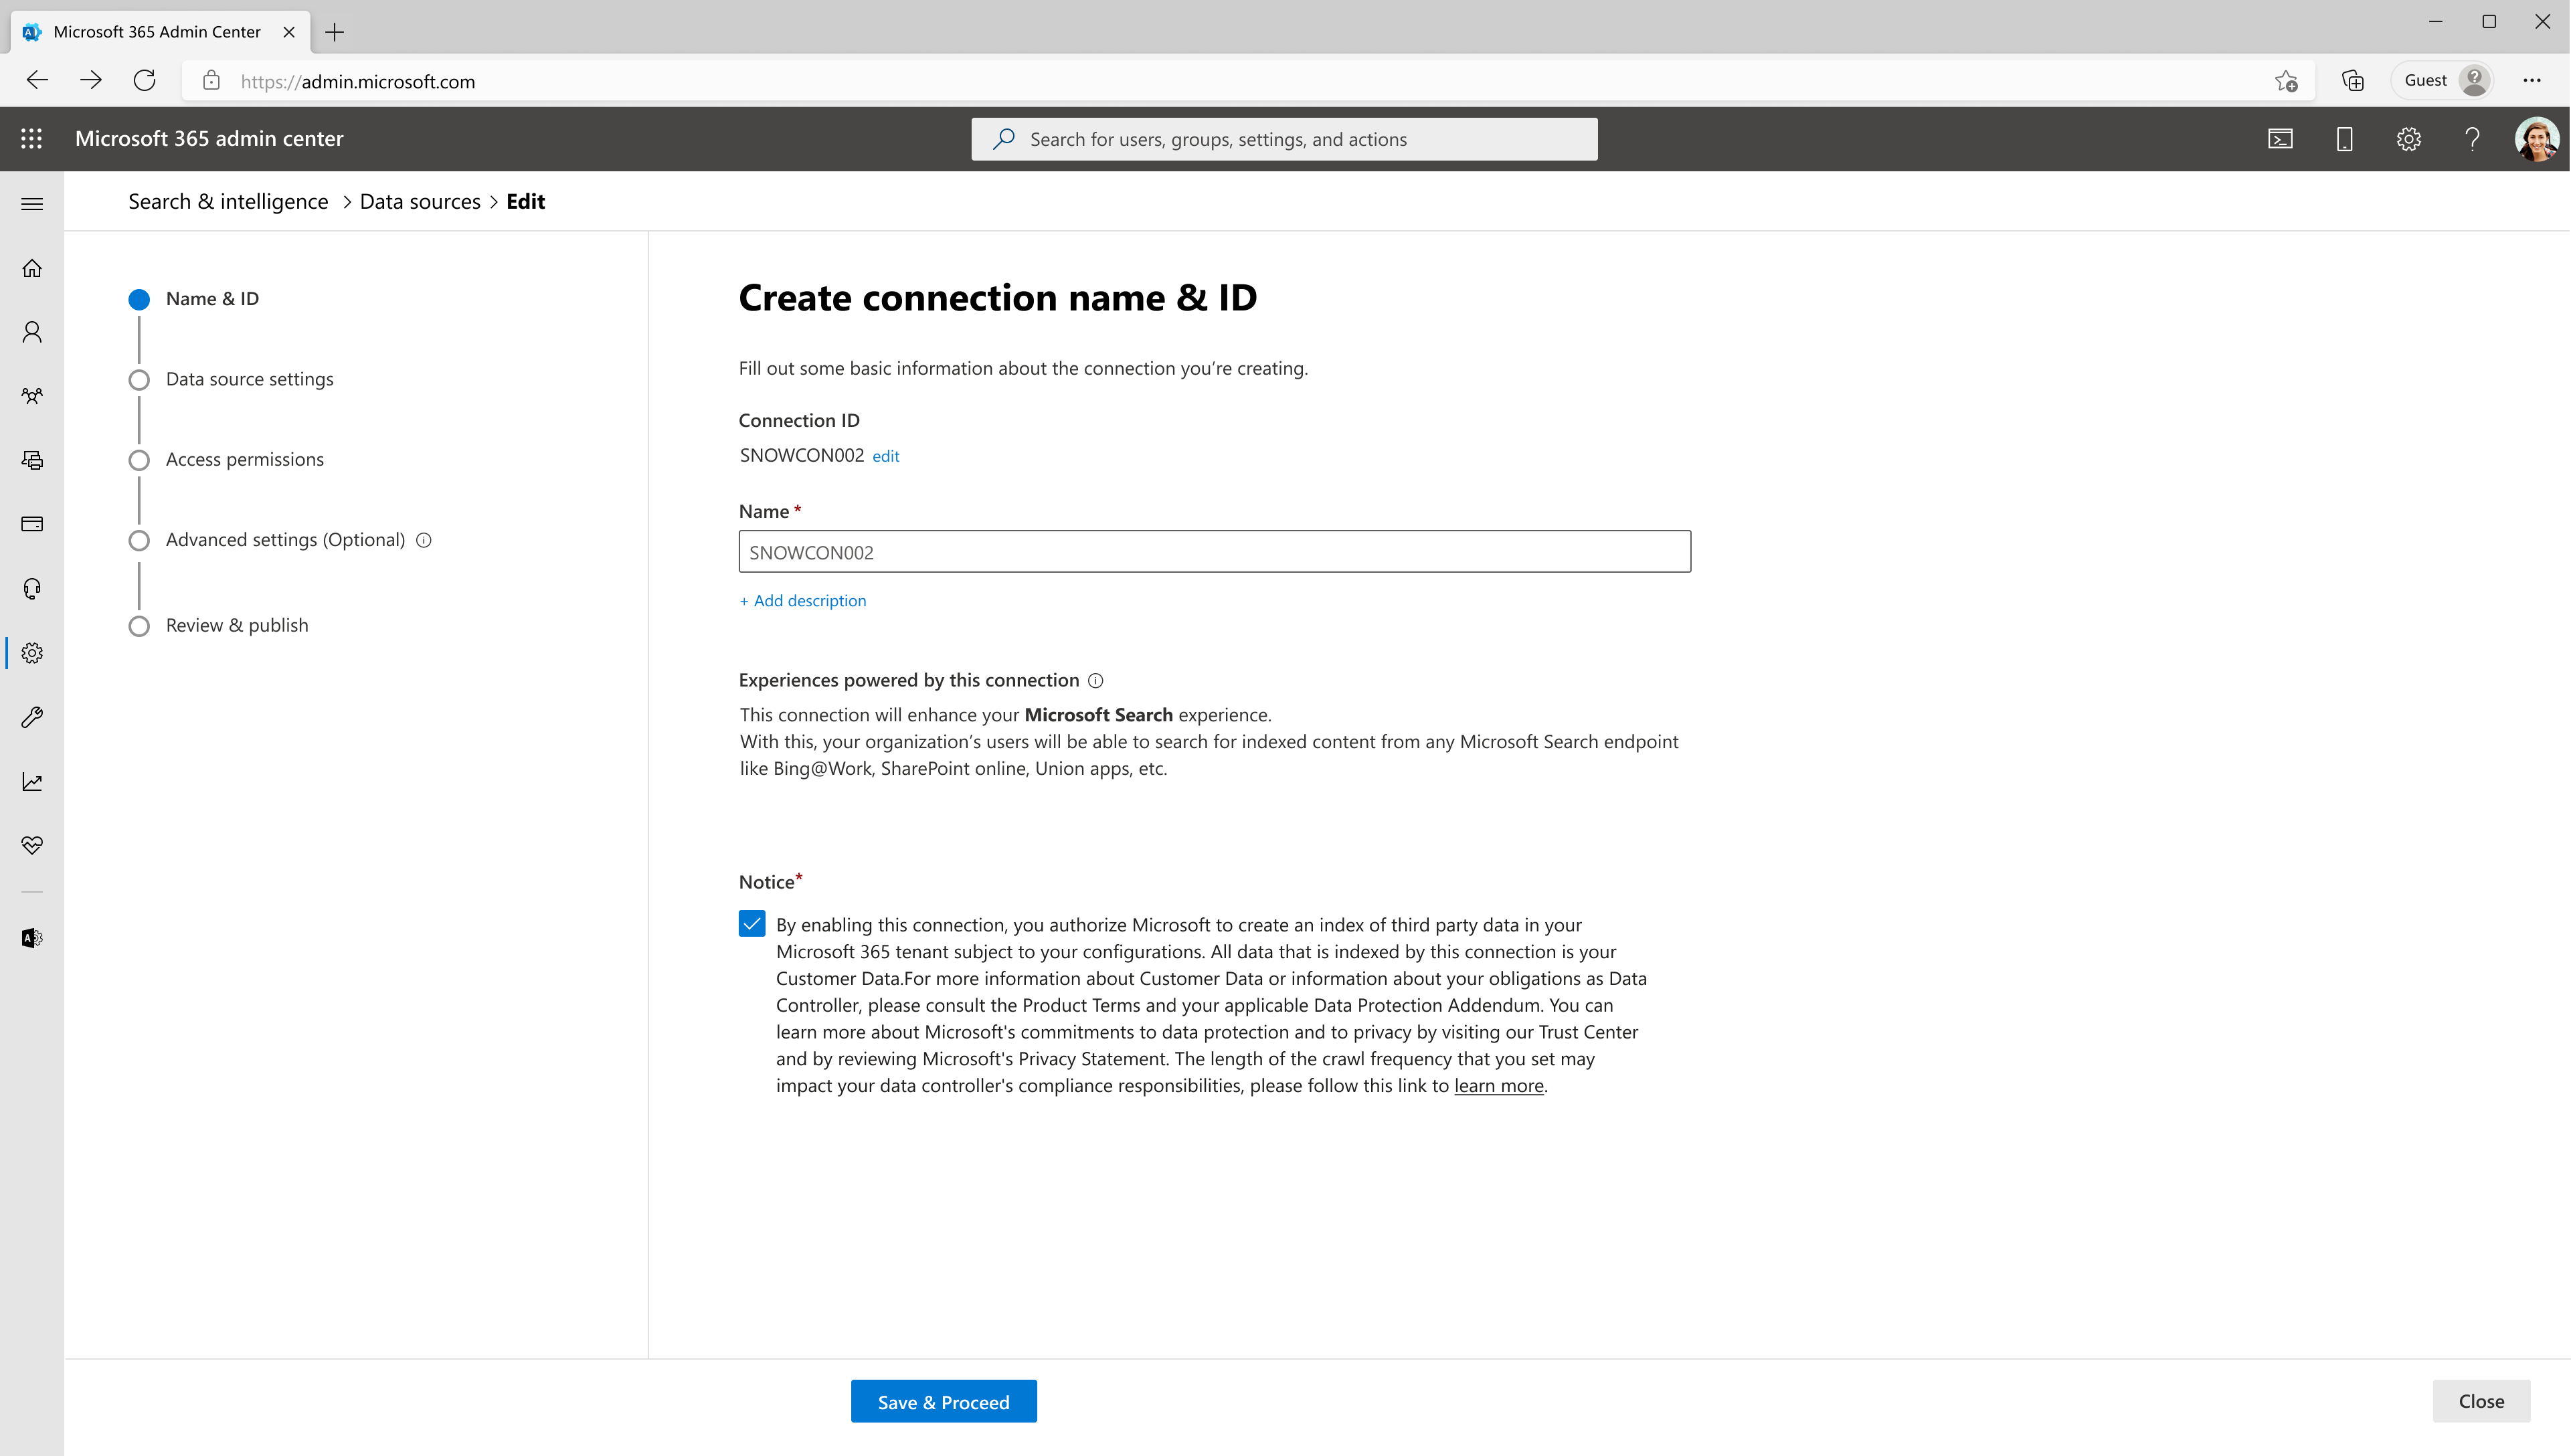 Microsoft 365 Admin Center
https://admin.microsoft.com
Guest
Microsoft 365 admin center
Search for users, groups, settings, and actions
Search & intelligence > Data sources > Edit
Name & ID
Data source settings
Access permissions
Advanced settings (Optional)
Review & publish
Create connection name & ID
Fill out some basic information about the connection you’re creating.
Connection ID
SNOWCON002 edit
Name *
SNOWCON002
+ Add description
Experiences powered by this connection
This connection will enhance your Microsoft Search experience.
With this, your organization’s users will be able to search for indexed content from any Microsoft Search endpoint
like Bing@Work, SharePoint online, Union apps, etc.
Notice*
By enabling this connection, you authorize Microsoft to create an index of third party data in your
Microsoft 365 tenant subject to your configurations. All data that is indexed by this connection is your
Customer Data.For more information about Customer Data or information about your obligations as Data
Controller, please consult the Product Terms and your applicable Data Protection Addendum. You can
learn more about Microsoft's commitments to data protection and to privacy by visiting our Trust Center
and by reviewing Microsoft's Privacy Statement. The length of the crawl frequency that you set may
impact your data controller's compliance responsibilities, please follow this link to learn more.
Save & Proceed
Close